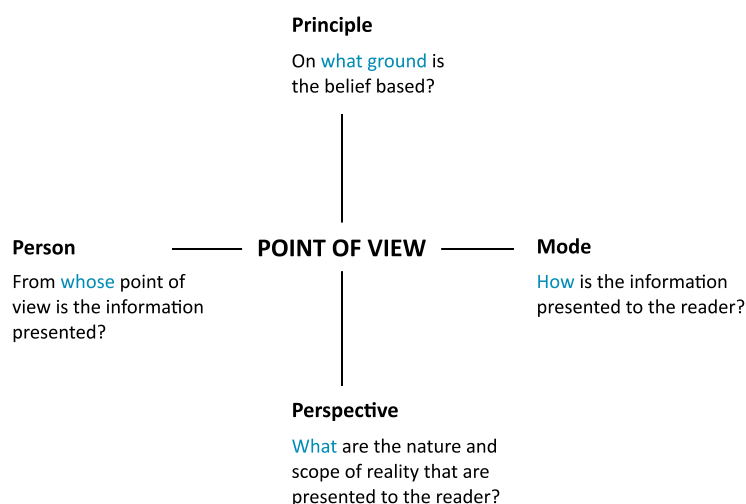 Principle
On what ground is
the belief based?
Person
From whose point of
view is the information
presented?
POINT OF VIEW
Mode
How is the information
presented to the reader?
Perspective
What are the nature and
scope of reality that are
presented to the reader?